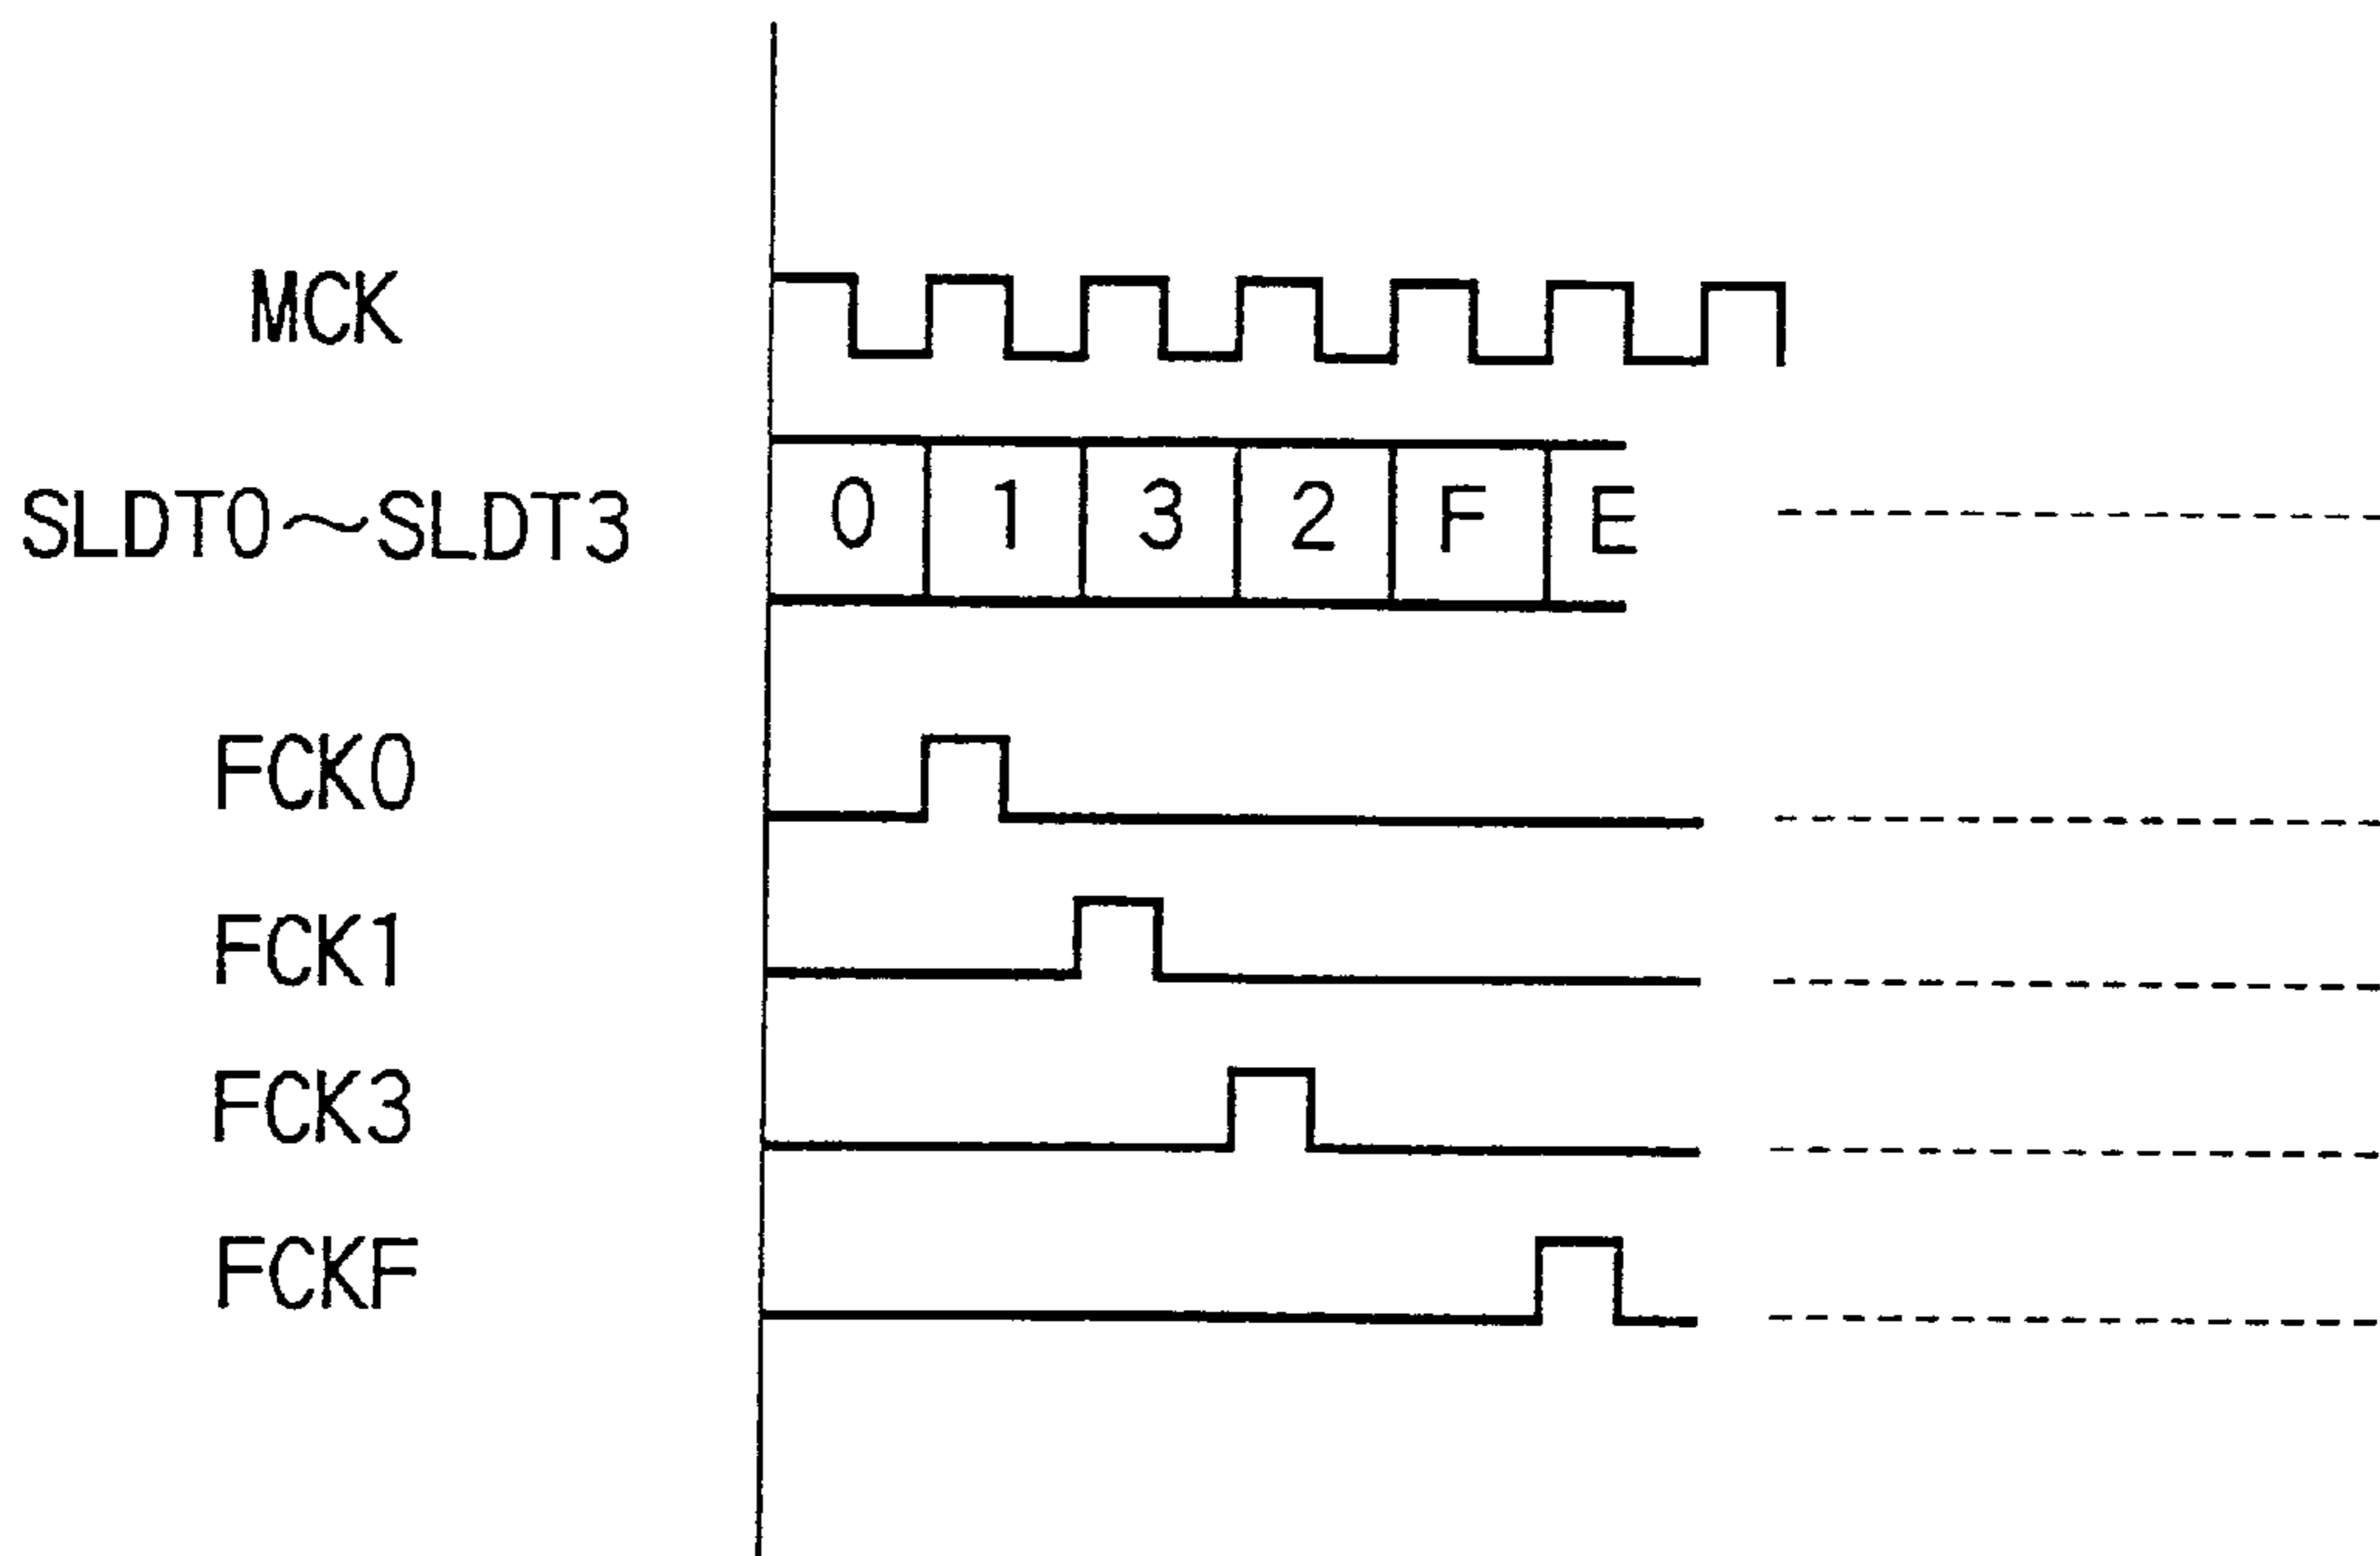 MCK
SLDT0～SLDT3 0 1 3 2 F E
FCK0
FCK1
FCK3
FCKF